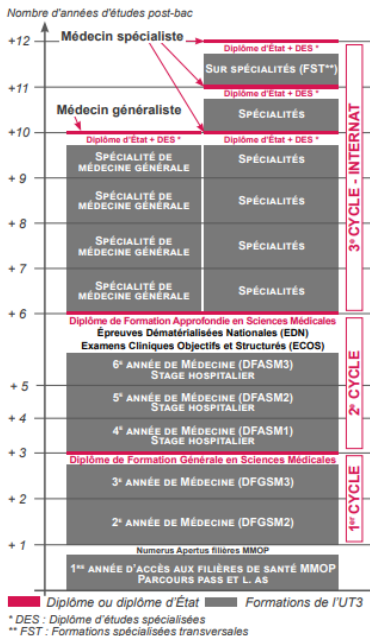 Nombre d'années d'études post-bac
+12
Médecin spécialiste
Diplôme d'État + DES *
SUR SPÉCIALITÉS (FST**)
+11
Diplôme d'État + DES *
Médecin généraliste
SPÉCIALITÉS
+10
Diplôme d'État + DES *
Diplôme d'État + DES *
SPÉCIALITÉ DE
MÉDECINE GÉNÉRALE
SPÉCIALITÉS
+ 9
SPÉCIALITÉ DE
MÉDECINE GÉNÉRALE
SPÉCIALITÉS
+ 8
SPÉCIALITÉ DE
MÉDECINE GÉNÉRALE
SPÉCIALITÉS
+ 7
SPÉCIALITÉ DE
MÉDECINE GÉNÉRALE
SPÉCIALITÉS
3e CYCLE - INTERNAT
+ 6
Diplôme de Formation Approfondie en Sciences Médicales
Épreuves Dématérialisées Nationales (EDN)
Examens Cliniques Objectifs et Structurés (ECOS)
6e ANNÉE DE MÉDECINE (DFASM3)
STAGE HOSPITALIER
+ 5
5e ANNÉE DE MÉDECINE (DFASM2)
STAGE HOSPITALIER
+ 4
4e ANNÉE DE MÉDECINE (DFASM1)
STAGE HOSPITALIER
2e CYCLE
+ 3
Diplôme de Formation Générale en Sciences Médicales
3e ANNÉE DE MÉDECINE (DFGSM3)
+ 2
2e ANNÉE DE MÉDECINE (DFGSM2)
1er CYCLE
+ 1
Numerus Apertus filières MMOP
1re ANNÉE D'ACCÈS AUX FILIÈRES DE SANTÉ MMOP
PARCOURS PASS ET L. AS
Diplôme ou diplôme d'État
Formations de l'UT3
* DES : Diplôme d'études spécialisées
** FST : Formations spécialisées transversales